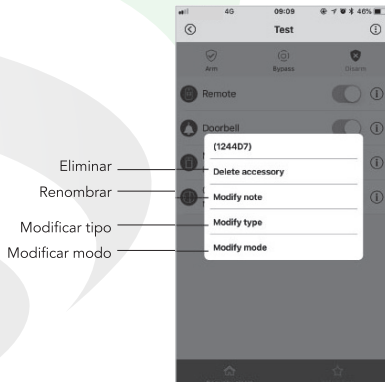 4G 09:09 46%
Test
Arm Bypass Disarm
Remote
Doorbell
(1244D7)
Eliminar
Delete accessory
Renombrar
Modify note
Modificar tipo
Modify type
Modificar modo
Modify mode